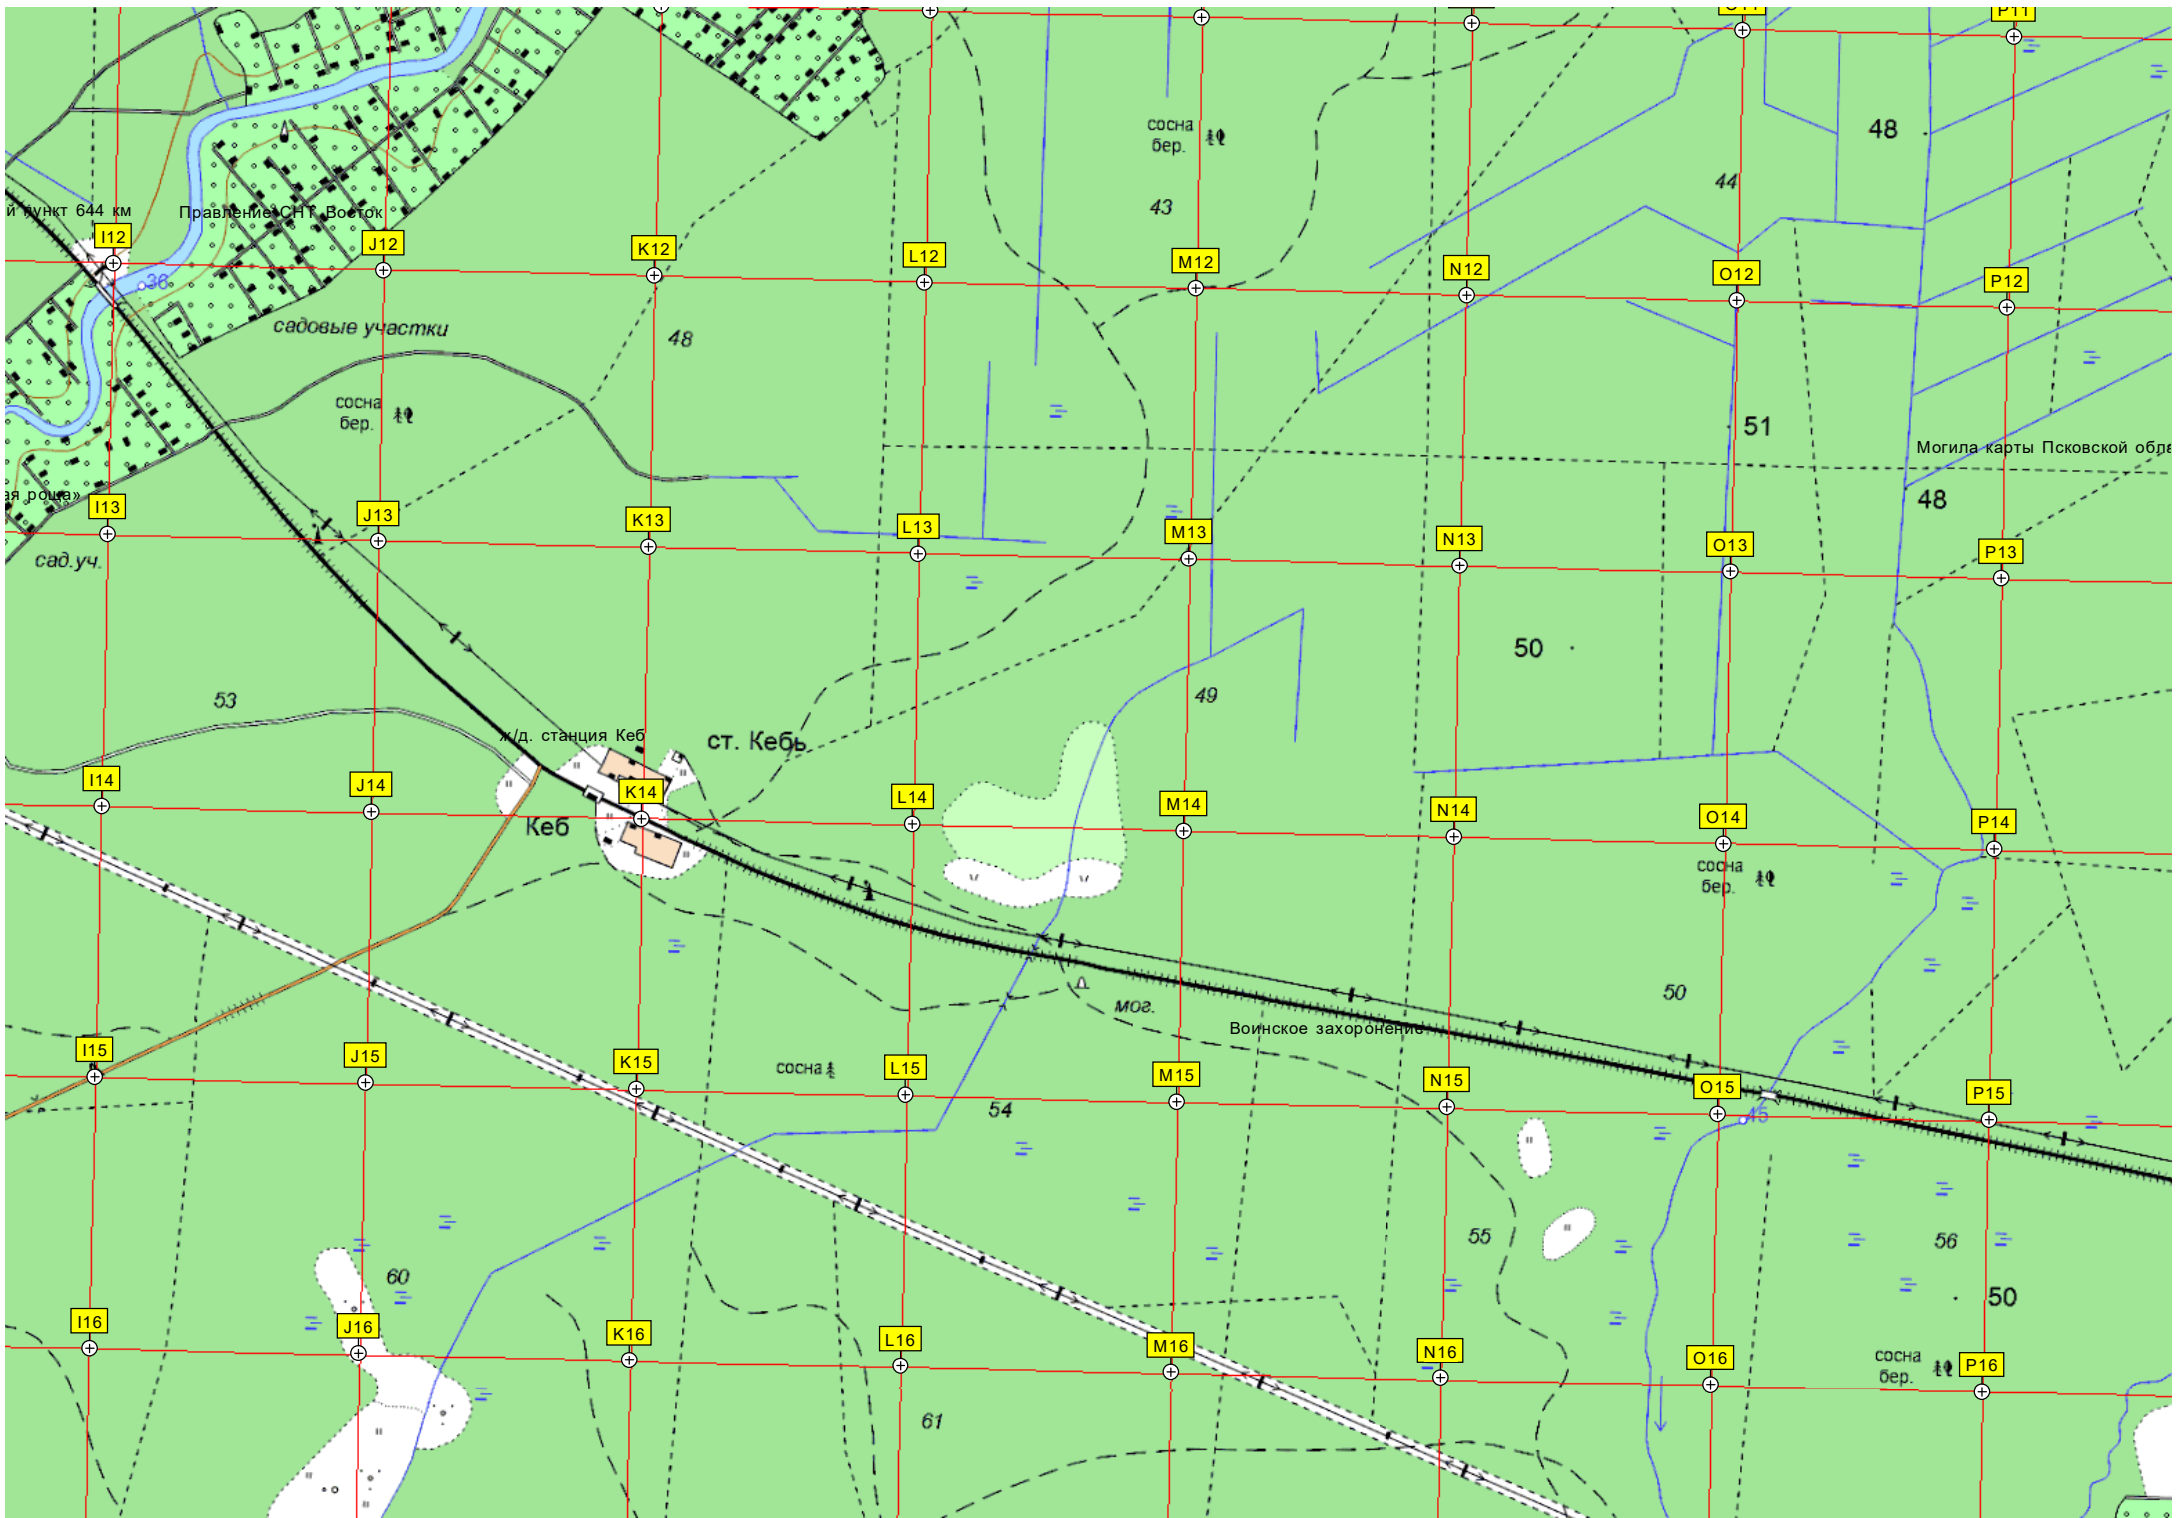 P11
сосна
бер.
48
44
43
й пункт 644 км
Правление СНТ Восток
I12
J12
K12
L12
M12
N12
O12
P12
36
садовые участки
48
сосна
бер.
51
Могила карты Псковской обла
ая роща»
48
I13
J13
K13
L13
M13
N13
O13
P13
сад.уч.
50
53
49
ж/д. станция Кеб
ст. Кебь
I14
J14
K14
L14
M14
N14
O14
P14
Кеб
сосна
бер.
50
мог.
Воинское захоронение
I15
J15
K15
сосна
L15
M15
N15
O15
P15
45
54
55
56
60
50
I16
J16
K16
L16
M16
N16
O16
сосна
бер.
P16
61